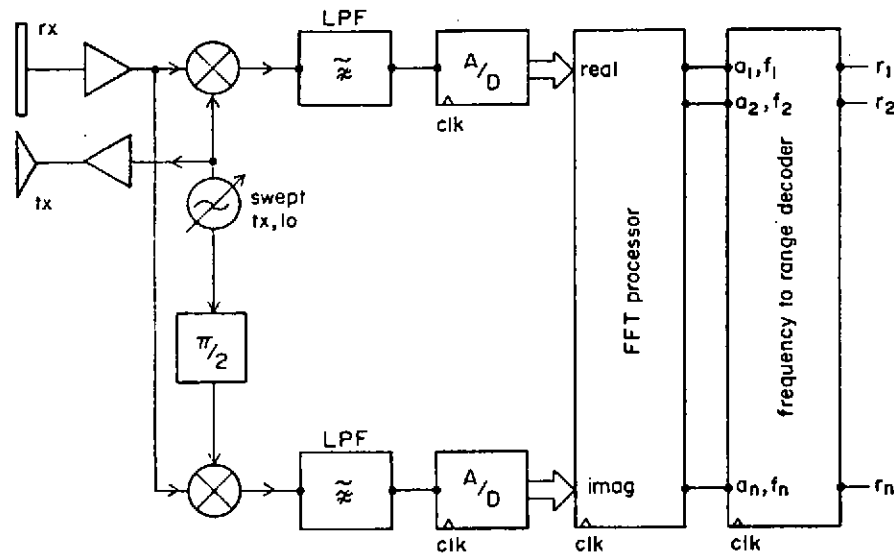 rx
LPF
A/D
clk
real
a₁,f₁
r₁
a₂,f₂
r₂
tx
swept
tx,lo
π/2
FFT processor
frequency to range decoder
LPF
A/D
clk
imag
aₙ,fₙ
rₙ
clk
clk